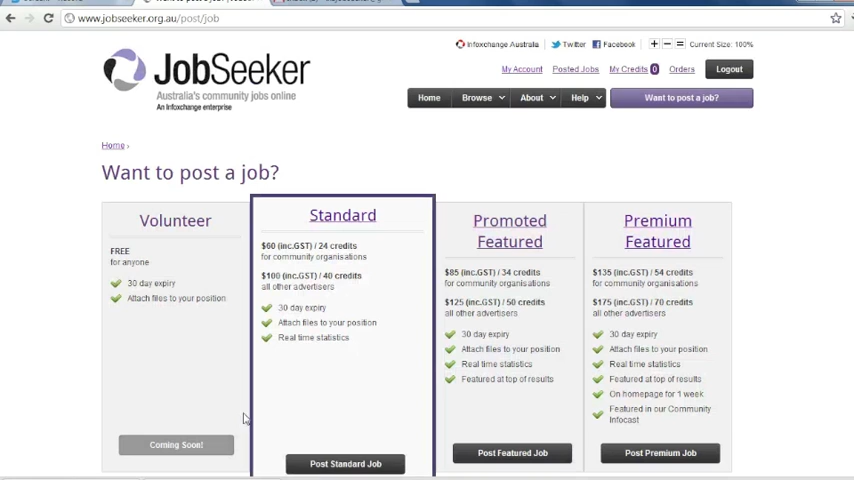 www.jobseeker.org.au/post/job
Infoxchange Australia Twitter Facebook + - = Current Size: 100%
JobSeeker
Australia's community jobs online
An Infoxchange enterprise
My Account Posted Jobs My Credits 0 Orders Logout
Home Browse About Help Want to post a job?
Home ›
Want to post a job?
Volunteer
FREE
for anyone
30 day expiry
Attach files to your position
Coming Soon!
Standard
$60 (inc.GST) / 24 credits
for community organisations
$100 (inc.GST) / 40 credits
all other advertisers
30 day expiry
Attach files to your position
Real time statistics
Post Standard Job
Promoted
Featured
$85 (inc.GST) / 34 credits
for community organisations
$125 (inc.GST) / 50 credits
all other advertisers
30 day expiry
Attach files to your position
Real time statistics
Featured at top of results
Post Featured Job
Premium
Featured
$135 (inc.GST) / 54 credits
for community organisations
$175 (inc.GST) / 70 credits
all other advertisers
30 day expiry
Attach files to your position
Real time statistics
Featured at top of results
On homepage for 1 week
Featured in our Community
Infocast
Post Premium Job